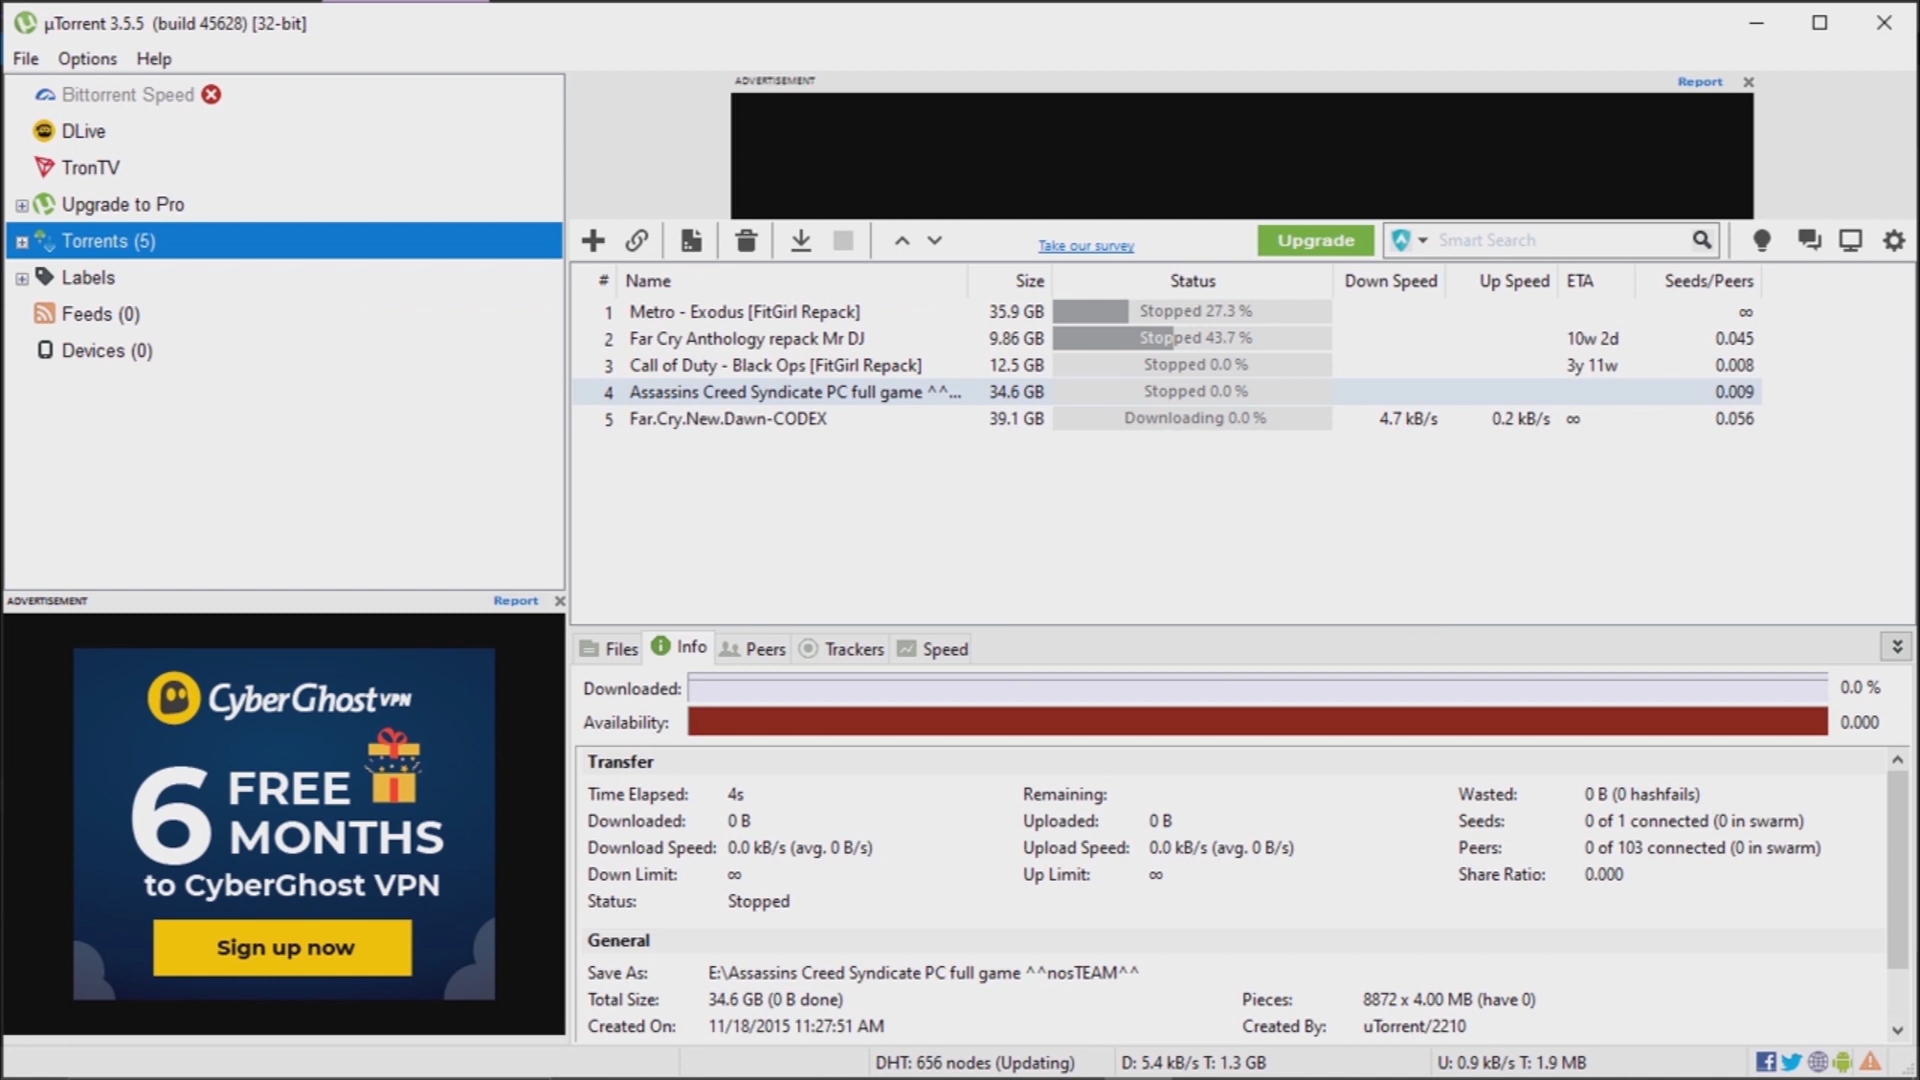 µTorrent 3.5.5 (build 45628) [32-bit]
File Options Help
Bittorrent Speed
DLive
TronTV
Upgrade to Pro
Torrents (5)
Labels
Feeds (0)
Devices (0)
ADVERTISEMENT Report
ADVERTISEMENT Report
CyberGhost VPN
6 FREE MONTHS
to CyberGhost VPN
Sign up now
Take our survey Upgrade Smart Search
# Name Size Status Down Speed Up Speed ETA Seeds/Peers
1 Metro - Exodus [FitGirl Repack] 35.9 GB Stopped 27.3 % ∞
2 Far Cry Anthology repack Mr DJ 9.86 GB Stopped 43.7 % 10w 2d 0.045
3 Call of Duty - Black Ops [FitGirl Repack] 12.5 GB Stopped 0.0 % 3y 11w 0.008
4 Assassins Creed Syndicate PC full game ^^... 34.6 GB Stopped 0.0 % 0.009
5 Far.Cry.New.Dawn-CODEX 39.1 GB Downloading 0.0 % 4.7 kB/s 0.2 kB/s ∞ 0.056
Files Info Peers Trackers Speed
Downloaded: 0.0 %
Availability: 0.000
Transfer
Time Elapsed: 4s Remaining: Wasted: 0 B (0 hashfails)
Downloaded: 0 B Uploaded: 0 B Seeds: 0 of 1 connected (0 in swarm)
Download Speed: 0.0 kB/s (avg. 0 B/s) Upload Speed: 0.0 kB/s (avg. 0 B/s) Peers: 0 of 103 connected (0 in swarm)
Down Limit: ∞ Up Limit: ∞ Share Ratio: 0.000
Status: Stopped
General
Save As: E:\Assassins Creed Syndicate PC full game ^^nosTEAM^^
Total Size: 34.6 GB (0 B done) Pieces: 8872 x 4.00 MB (have 0)
Created On: 11/18/2015 11:27:51 AM Created By: uTorrent/2210
DHT: 656 nodes (Updating) D: 5.4 kB/s T: 1.3 GB U: 0.9 kB/s T: 1.9 MB